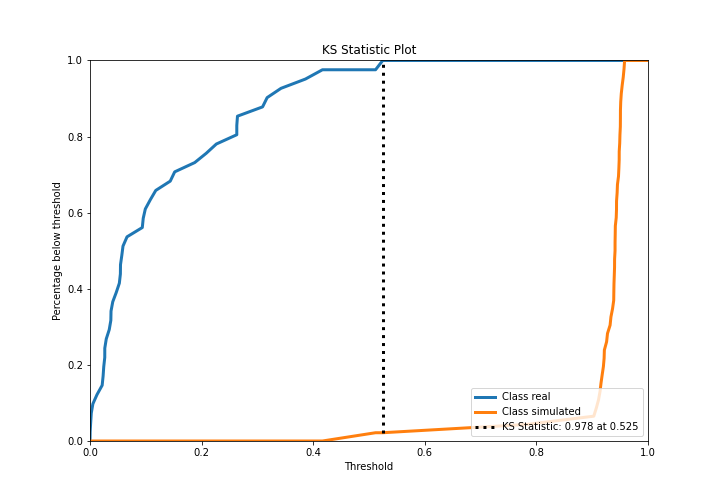 KS Statistic Plot
1.0
0.8
0.6
0.4
0.2
0.0
Percentage below threshold
0.0 0.2 0.4 0.6 0.8 1.0
Threshold
Class real
Class simulated
KS Statistic: 0.978 at 0.525